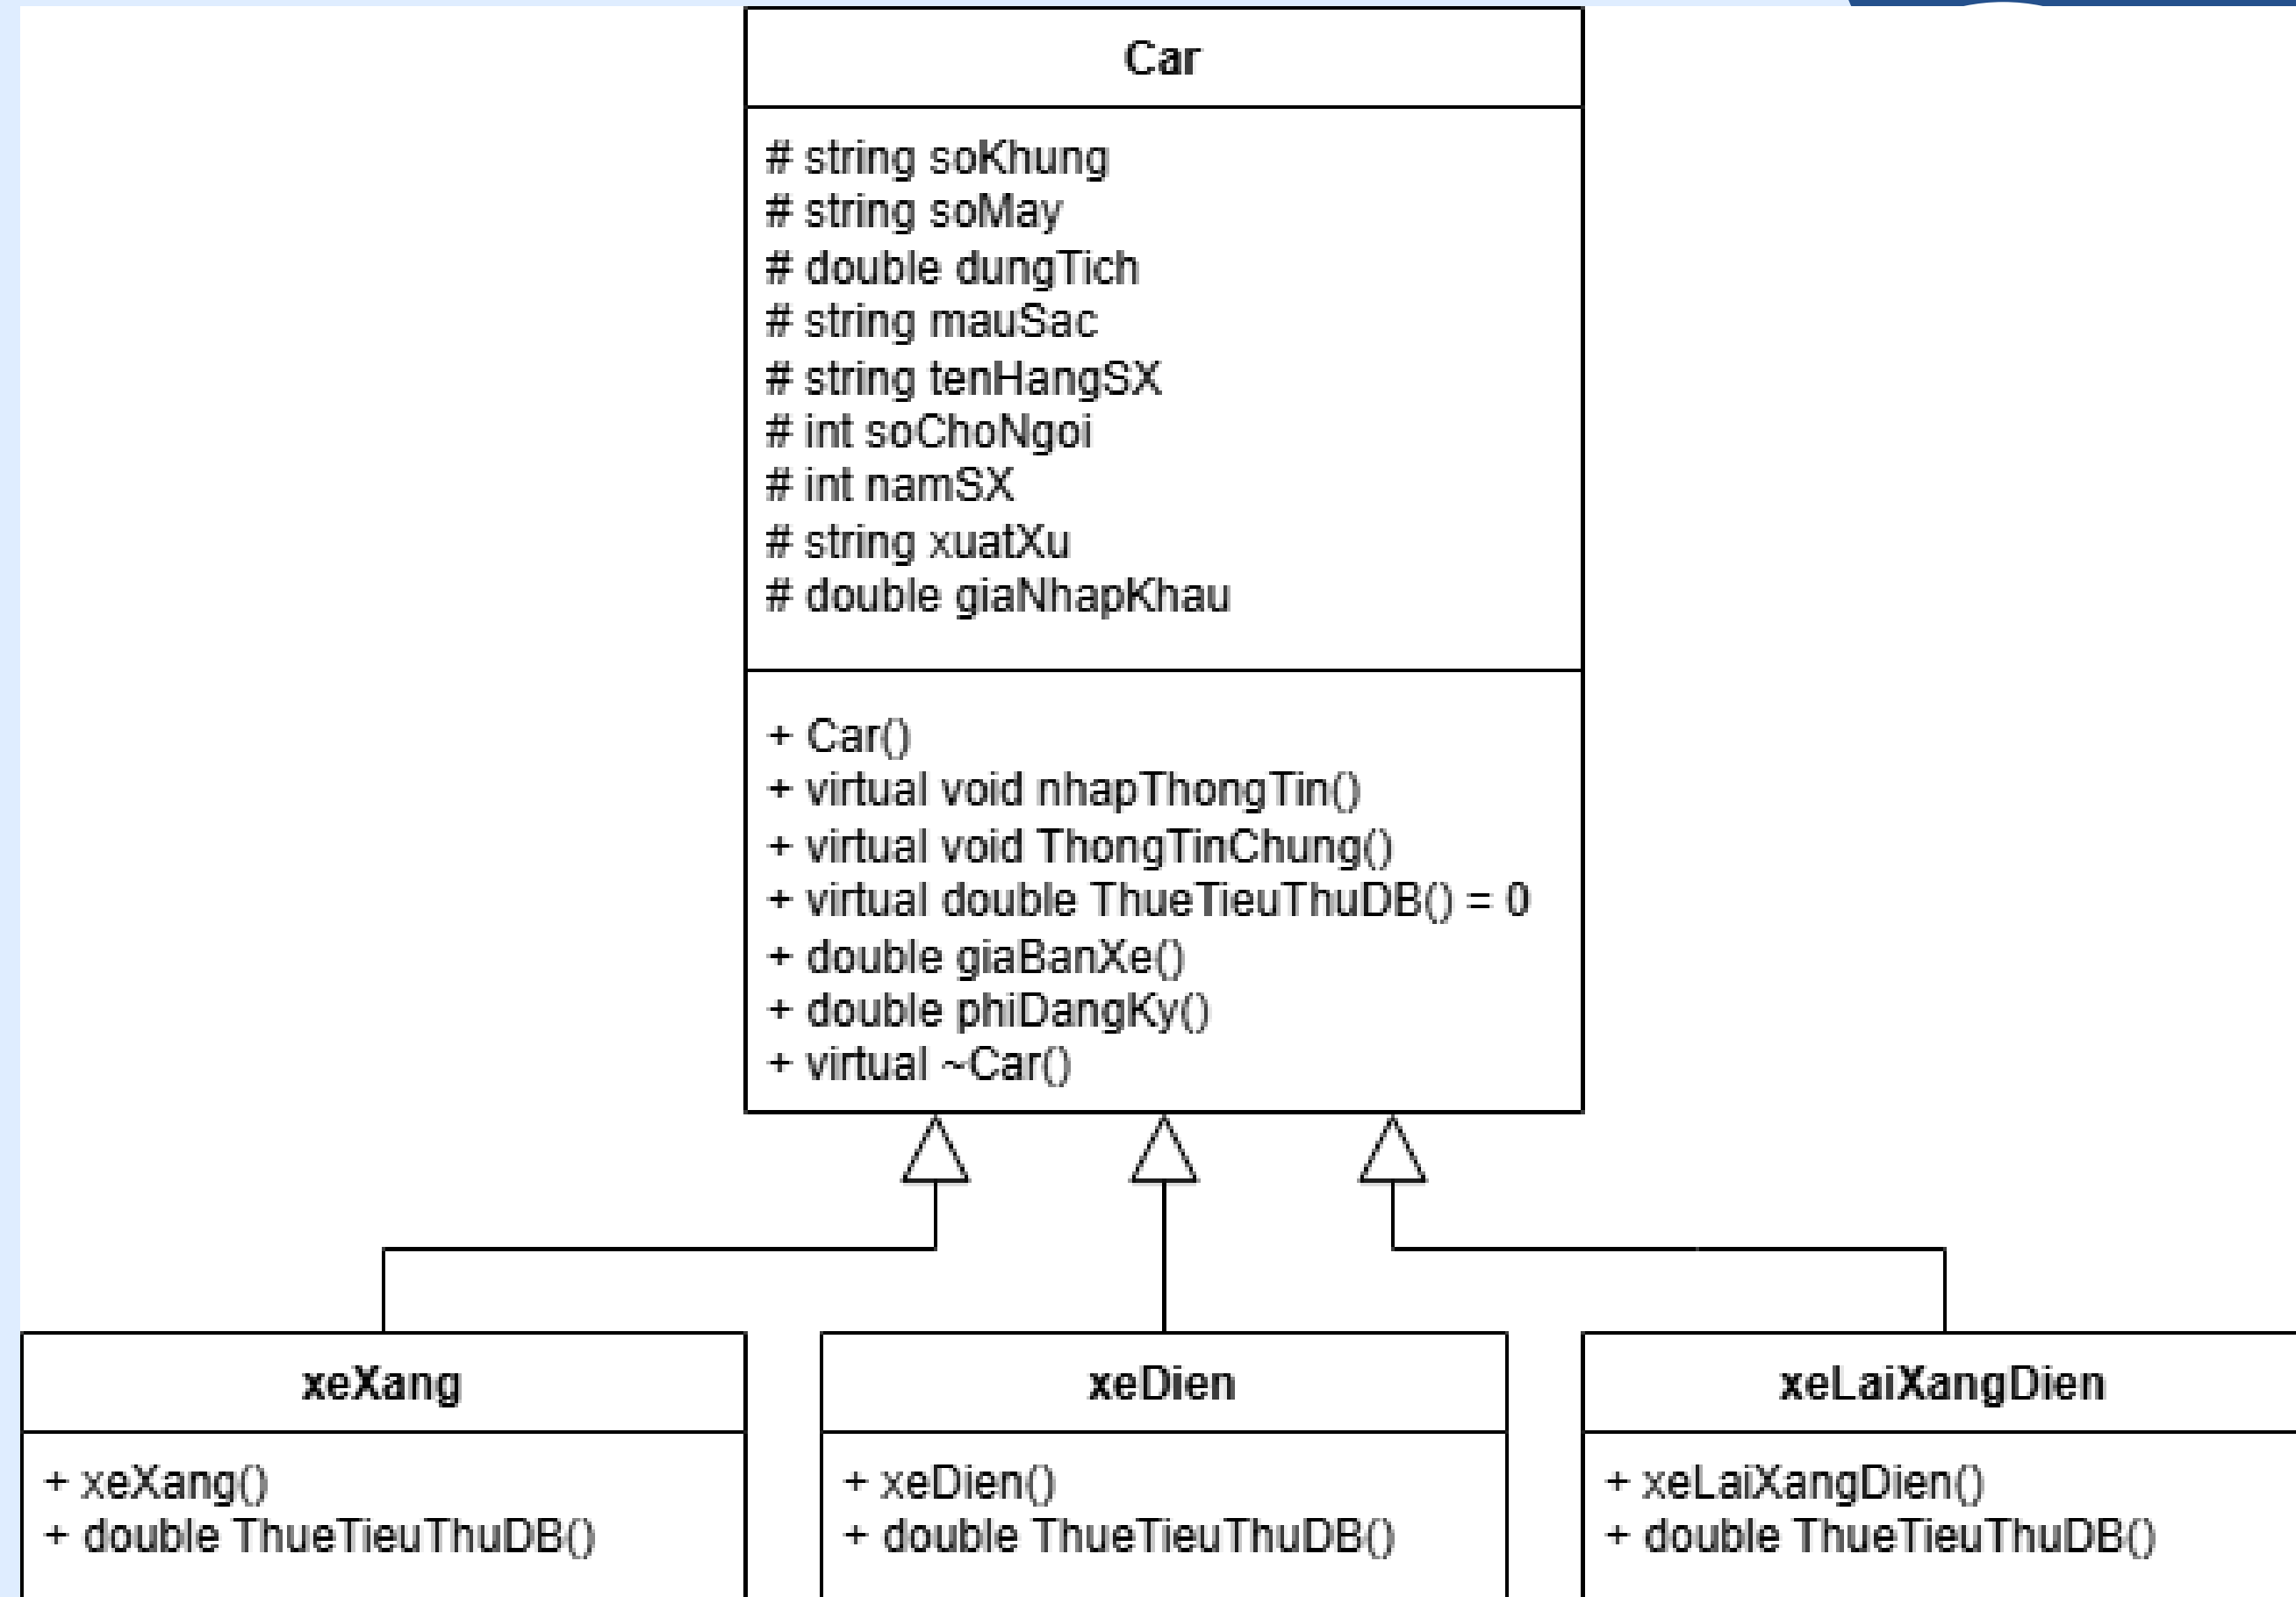 Car
# string soKhung
# string soMay
# double dungTich
# string mauSac
# string tenHangSX
# int soChoNgoi
# int namSX
# string xuatXu
# double giaNhapKhau
+ Car()
+ virtual void nhapThongTin()
+ virtual void ThongTinChung()
+ virtual double ThueTieuThuDB() = 0
+ double giaBanXe()
+ double phiDangKy()
+ virtual ~Car()
xeXang
+ xeXang()
+ double ThueTieuThuDB()
xeDien
+ xeDien()
+ double ThueTieuThuDB()
xeLaiXangDien
+ xeLaiXangDien()
+ double ThueTieuThuDB()